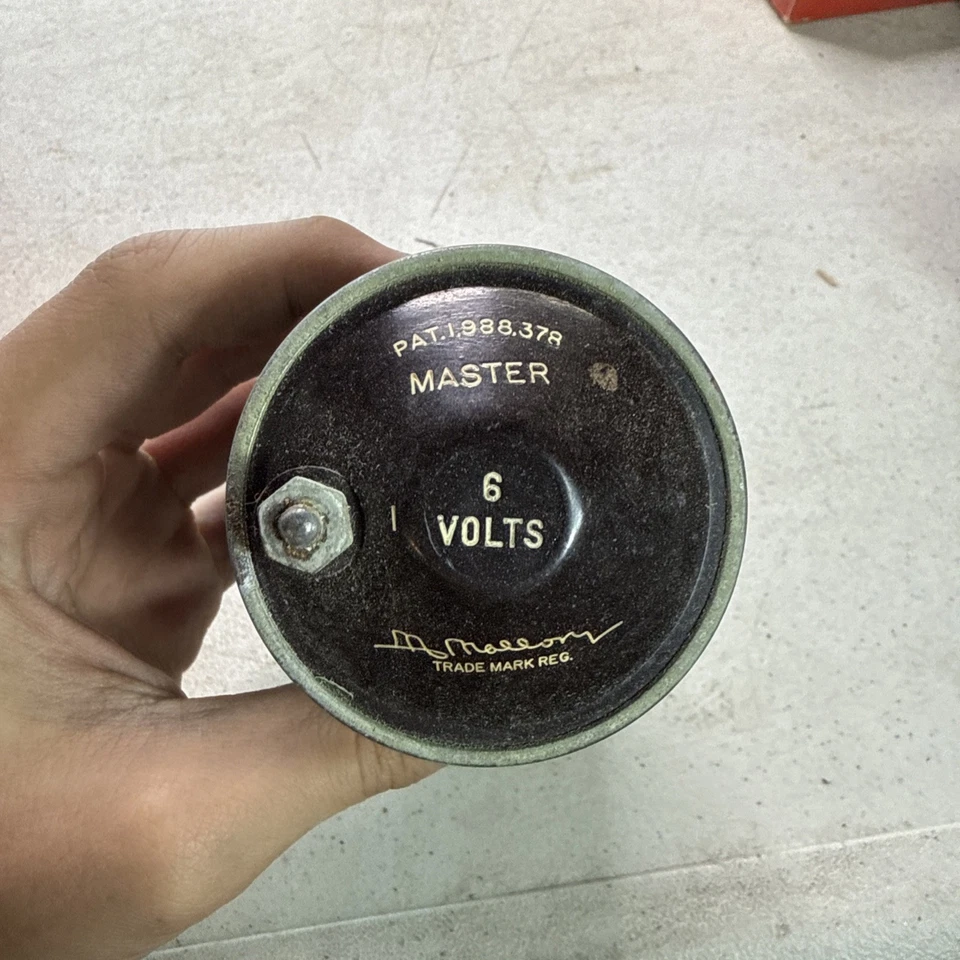 PAT.1,988,378
MASTER
6
VOLTS
I
Mallory
TRADE MARK REG.